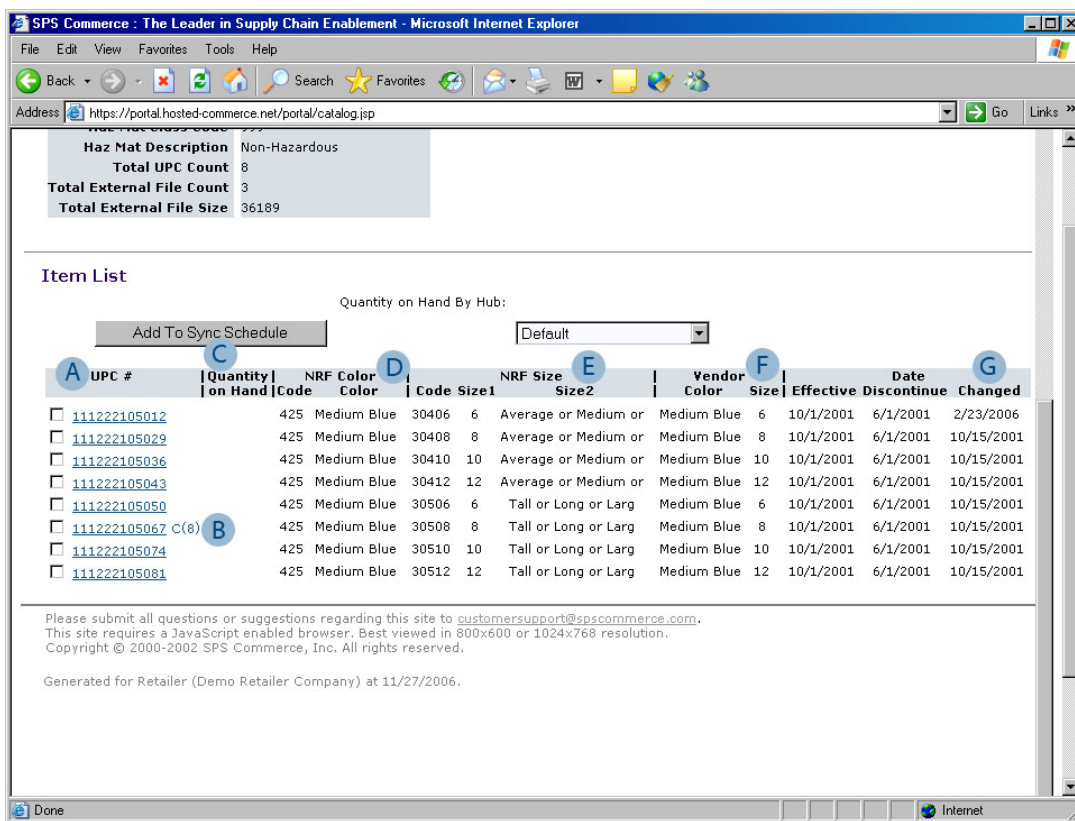 SPS Commerce : The Leader in Supply Chain Enablement - Microsoft Internet Explorer
File Edit View Favorites Tools Help
Back Search Favorites
Address https://portal.hosted-commerce.net/portal/catalog.jsp Go Links »
Haz Mat Class Code 999
Haz Mat Description Non-Hazardous
Total UPC Count 8
Total External File Count 3
Total External File Size 36189
Item List
Quantity on Hand By Hub:
Add To Sync Schedule Default
A C D E F G
UPC # |Quantity| NRF Color | NRF Size | Vendor | Date
| on Hand |Code Color | Code Size1 Size2 | Color Size| Effective Discontinue Changed
111222105012 425 Medium Blue 30406 6 Average or Medium or Medium Blue 6 10/1/2001 6/1/2001 2/23/2006
111222105029 425 Medium Blue 30408 8 Average or Medium or Medium Blue 8 10/1/2001 6/1/2001 10/15/2001
111222105036 425 Medium Blue 30410 10 Average or Medium or Medium Blue 10 10/1/2001 6/1/2001 10/15/2001
111222105043 425 Medium Blue 30412 12 Average or Medium or Medium Blue 12 10/1/2001 6/1/2001 10/15/2001
111222105050 425 Medium Blue 30506 6 Tall or Long or Larg Medium Blue 6 10/1/2001 6/1/2001 10/15/2001
111222105067 C(8) B 425 Medium Blue 30508 8 Tall or Long or Larg Medium Blue 8 10/1/2001 6/1/2001 10/15/2001
111222105074 425 Medium Blue 30510 10 Tall or Long or Larg Medium Blue 10 10/1/2001 6/1/2001 10/15/2001
111222105081 425 Medium Blue 30512 12 Tall or Long or Larg Medium Blue 12 10/1/2001 6/1/2001 10/15/2001
Please submit all questions or suggestions regarding this site to customersupport@spscommerce.com.
This site requires a JavaScript enabled browser. Best viewed in 800x600 or 1024x768 resolution.
Copyright © 2000-2002 SPS Commerce, Inc. All rights reserved.
Generated for Retailer (Demo Retailer Company) at 11/27/2006.
Done Internet